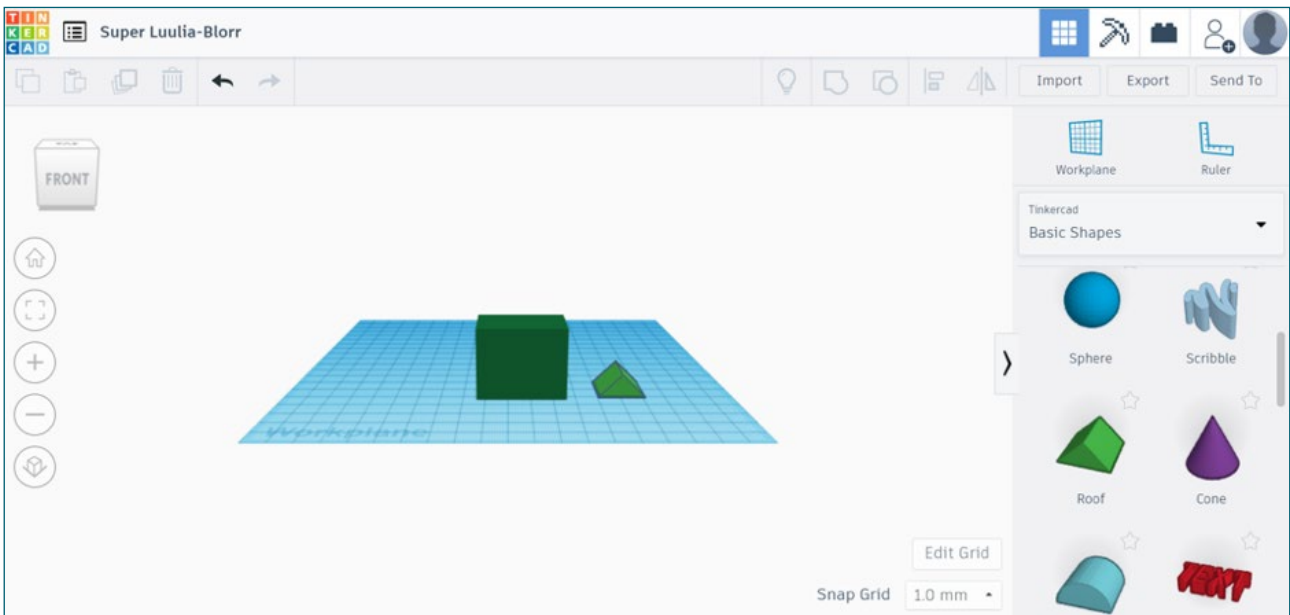 TIN
KER
CAD
Super Luulia-Blorr
Import Export Send To
FRONT
Workplane Ruler
Tinkercad
Basic Shapes
Sphere Scribble
Workplane
Roof Cone
TEXT
Edit Grid
Snap Grid 1.0 mm